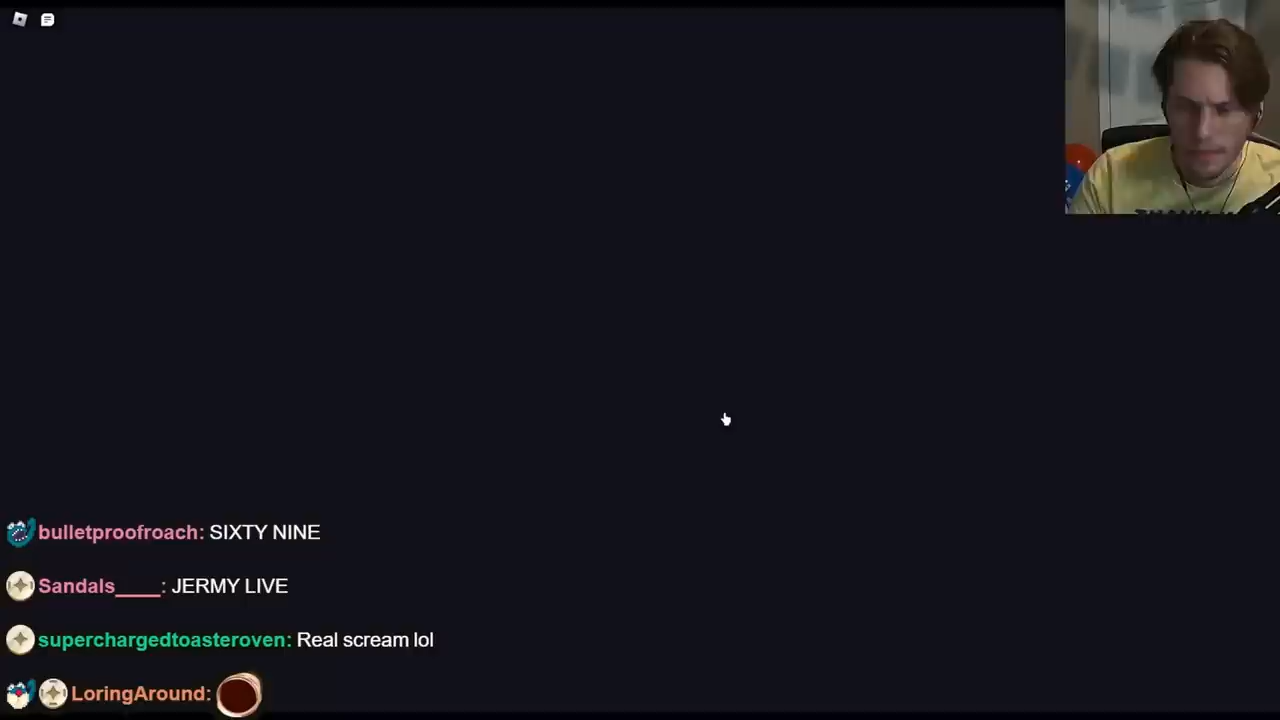 bulletproofroach: SIXTY NINE
Sandals____: JERMY LIVE
superchargedtoasteroven: Real scream lol
LoringAround: